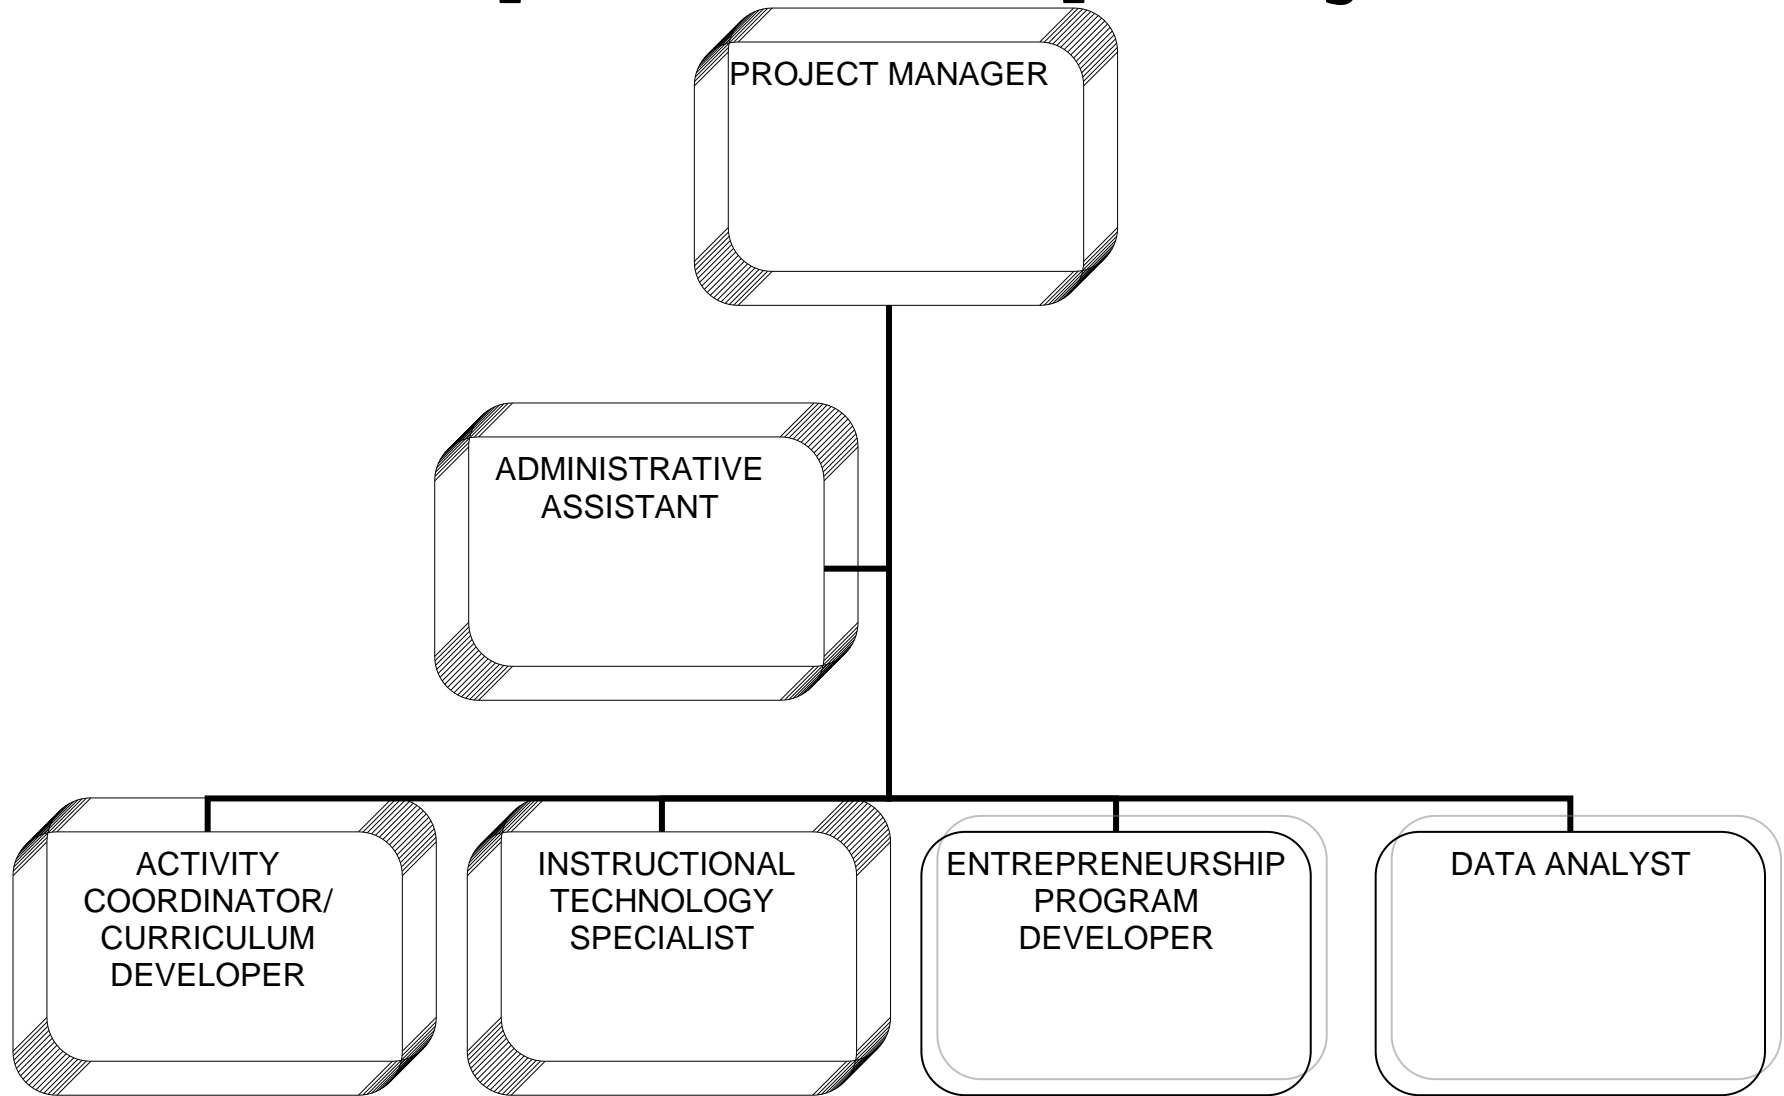 PROJECT MANAGER
ADMINISTRATIVE
ASSISTANT
ACTIVITY
COORDINATOR/
CURRICULUM
DEVELOPER
INSTRUCTIONAL
TECHNOLOGY
SPECIALIST
ENTREPRENEURSHIP
PROGRAM
DEVELOPER
DATA ANALYST